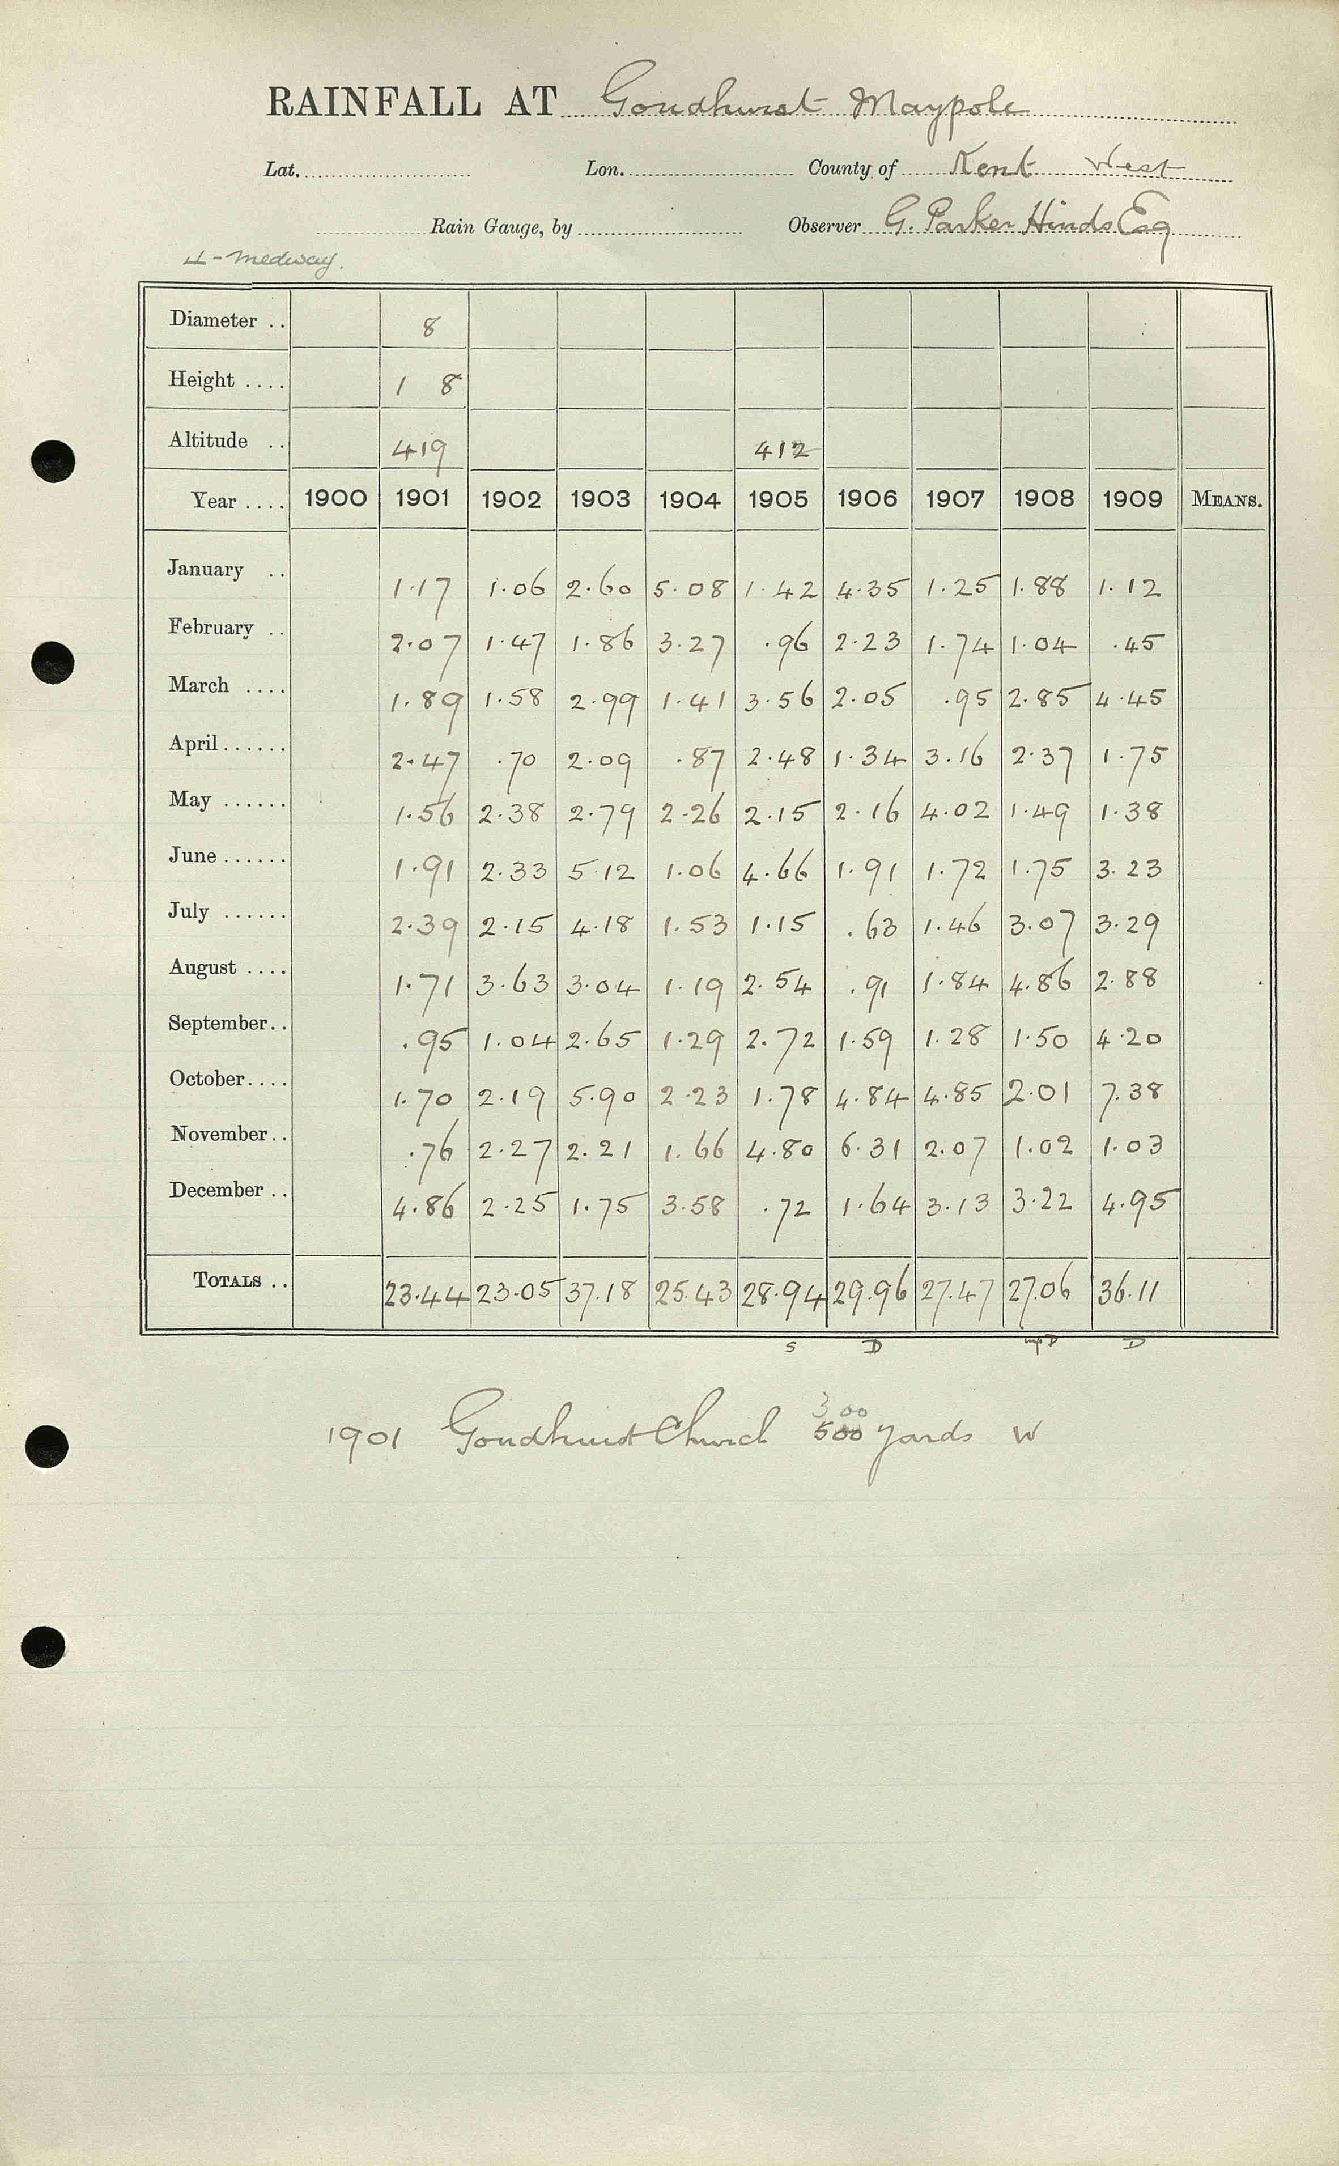 RAINFALL AT Goudhurst Maypole
Lat. Lon. County of Kent West
Rain Gauge, by Observer G. Parker Hinds Esq
Medway.
Diameter .. 8
Height .... 1 8
Altitude .. 419 412
Year .... 1900 1901 1902 1903 1904 1905 1906 1907 1908 1909 MEANS.
January .. 1.17 1.06 2.60 5.08 1.42 4.35 1.25 1.88 1.12
February .. 2.07 1.47 1.86 3.27 .96 2.23 1.74 1.04 .45
March .... 1.89 1.58 2.99 1.41 3.56 2.05 .95 2.85 4.45
April ...... 2.47 .70 2.09 .87 2.48 1.34 3.16 2.37 1.75
May ...... 1.56 2.38 2.79 2.26 2.15 2.16 4.02 1.49 1.38
June ...... 1.91 2.33 5.12 1.06 4.66 1.91 1.72 1.75 3.23
July ...... 2.39 2.15 4.18 1.53 1.15 .63 1.46 3.07 3.29
August .... 1.71 3.63 3.04 1.19 2.54 .91 1.84 4.86 2.88
September.. .95 1.04 2.65 1.29 2.72 1.59 1.28 1.50 4.20
October.... 1.70 2.19 5.90 2.23 1.78 4.84 4.85 2.01 7.38
November.. .76 2.27 2.21 1.66 4.80 6.31 2.07 1.02 1.03
December .. 4.86 2.25 1.75 3.58 .72 1.64 3.13 3.22 4.95
TOTALS .. 23.44 23.05 37.18 25.43 28.94 29.96 27.47 27.06 36.11
S D D D
300
1901 Goudhurst Church 500 yards W